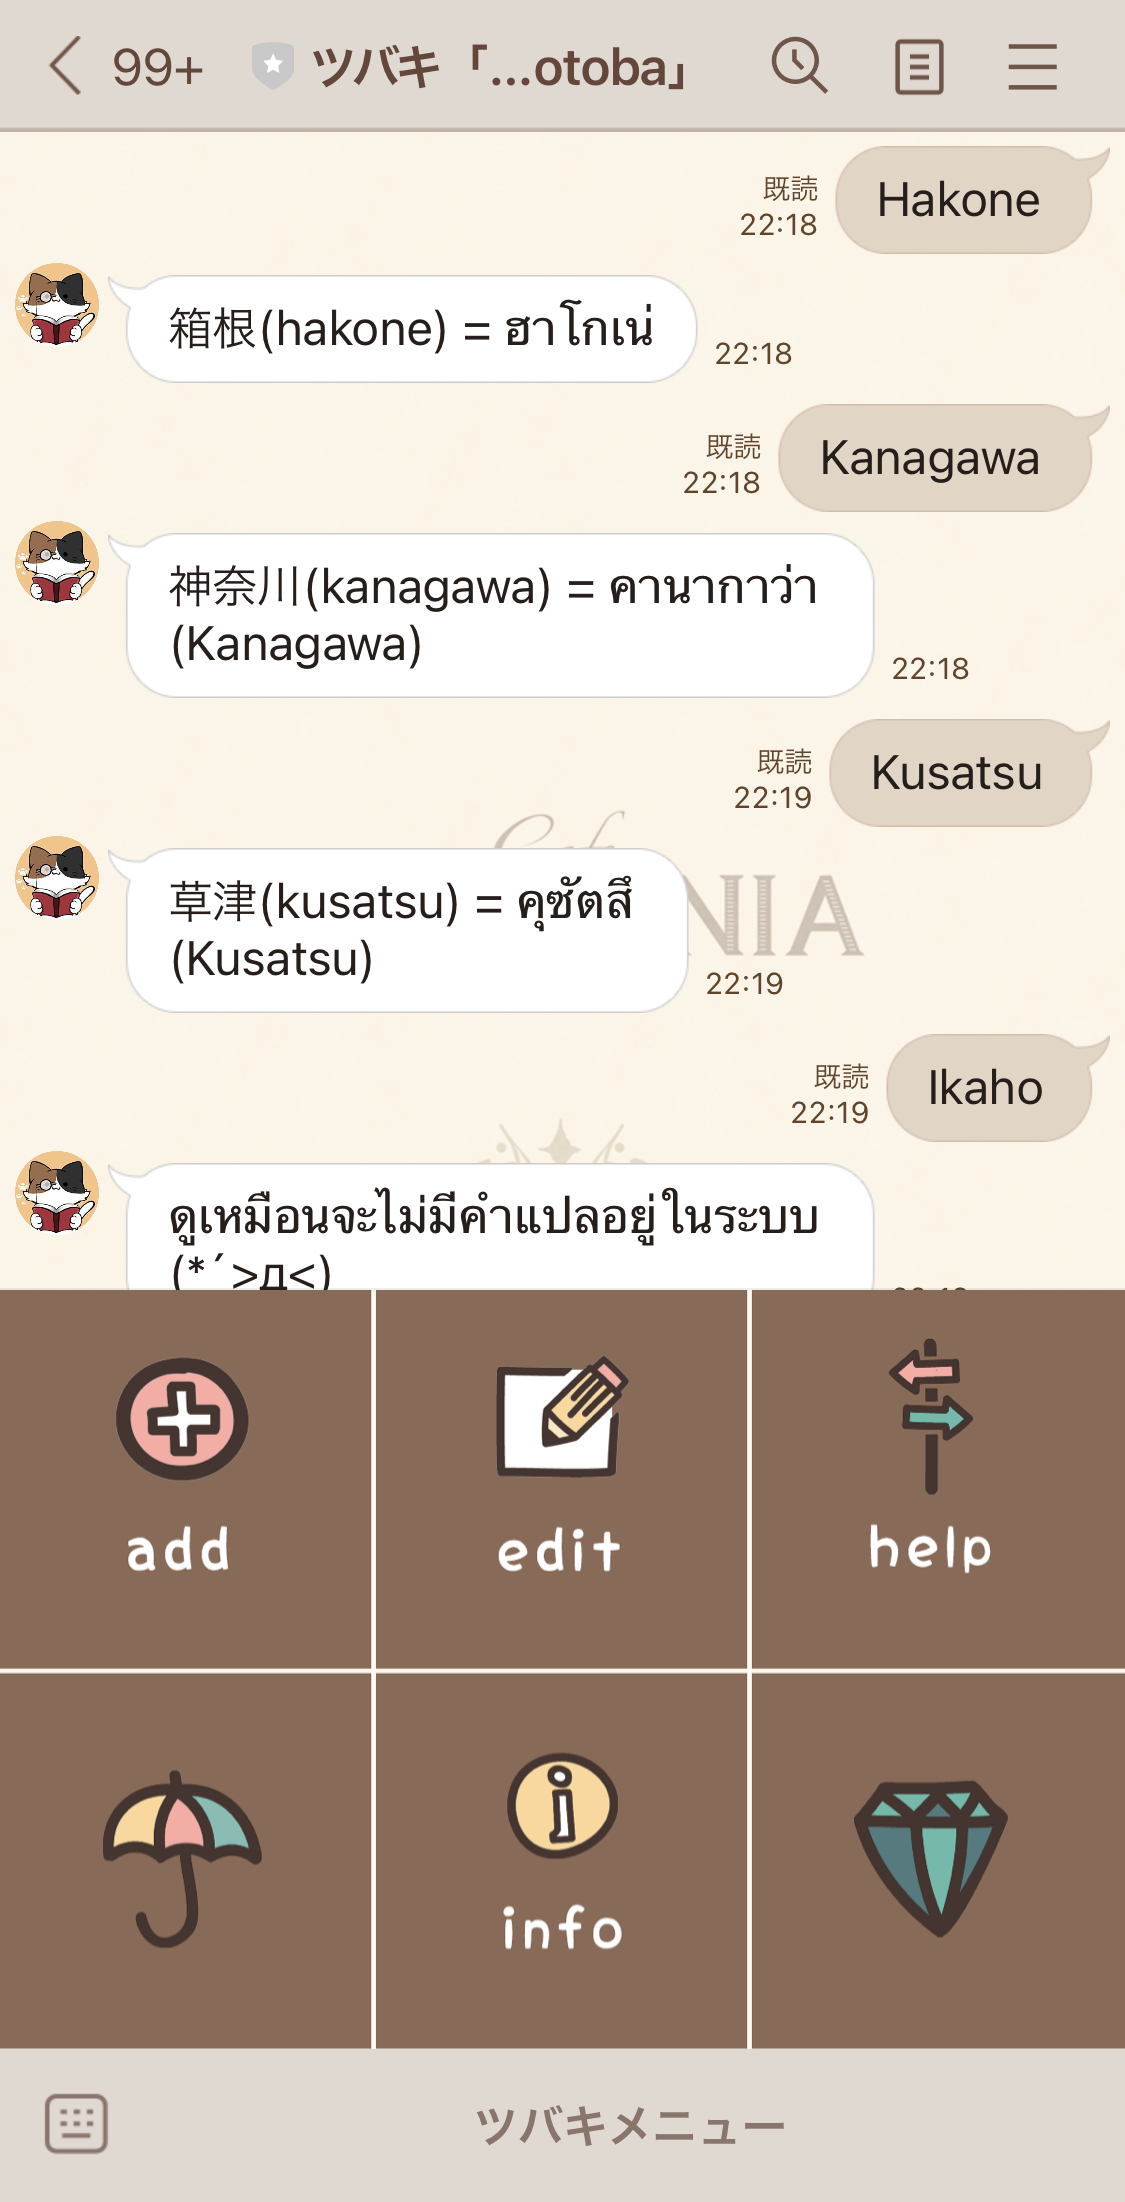 99+ ツバキ「...otoba」
Hakone
既読
22:18
箱根(hakone) = ฮาโกเน่
22:18
Kanagawa
既読
22:18
神奈川(kanagawa) = คานากาว่า
(Kanagawa)
22:18
Kusatsu
既読
22:19
草津(kusatsu) = คุซัตสึ
(Kusatsu)
22:19
Ikaho
既読
22:19
ดูเหมือนจะไม่มีคำแปลอยู่ในระบบ
(*´>д<)
add
edit
help
info
ツバキメニュー